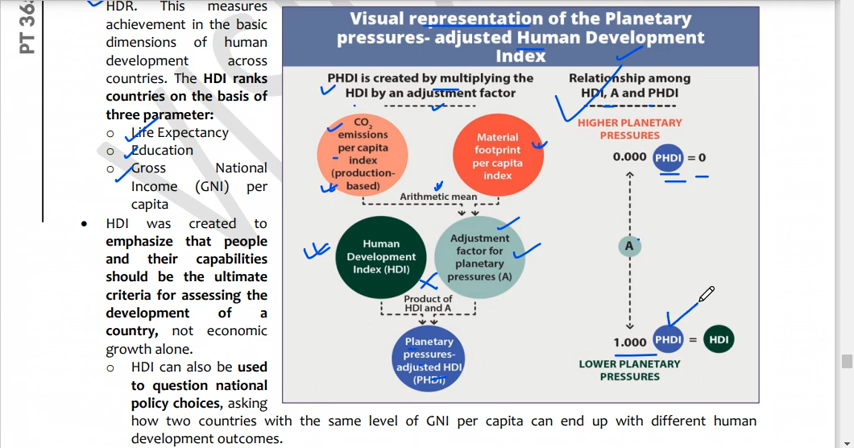 PT 365
HDR. This measures
achievement in the basic
dimensions of human
development across
countries. The HDI ranks
countries on the basis of
three parameter:
o Life Expectancy
o Education
o Gross National
Income (GNI) per
capita
• HDI was created to
emphasize that people
and their capabilities
should be the ultimate
criteria for assessing the
development of a
country, not economic
growth alone.
o HDI can also be used
to question national
policy choices, asking
how two countries with the same level of GNI per capita can end up with different human
development outcomes.
Visual representation of the Planetary
pressures- adjusted Human Development
Index
PHDI is created by multiplying the
HDI by an adjustment factor
CO₂
emissions
per capita
index
(production-
based)
Material
footprint
per capita
index
Arithmetic mean
Human
Development
Index (HDI)
Adjustment
factor for
planetary
pressures (A)
Product of
HDI and A
Planetary
pressures-
adjusted HDI
(PHDI)
Relationship among
HDI, A and PHDI
HIGHER PLANETARY
PRESSURES
0.000 PHDI = 0
A
1.000 PHDI = HDI
LOWER PLANETARY
PRESSURES